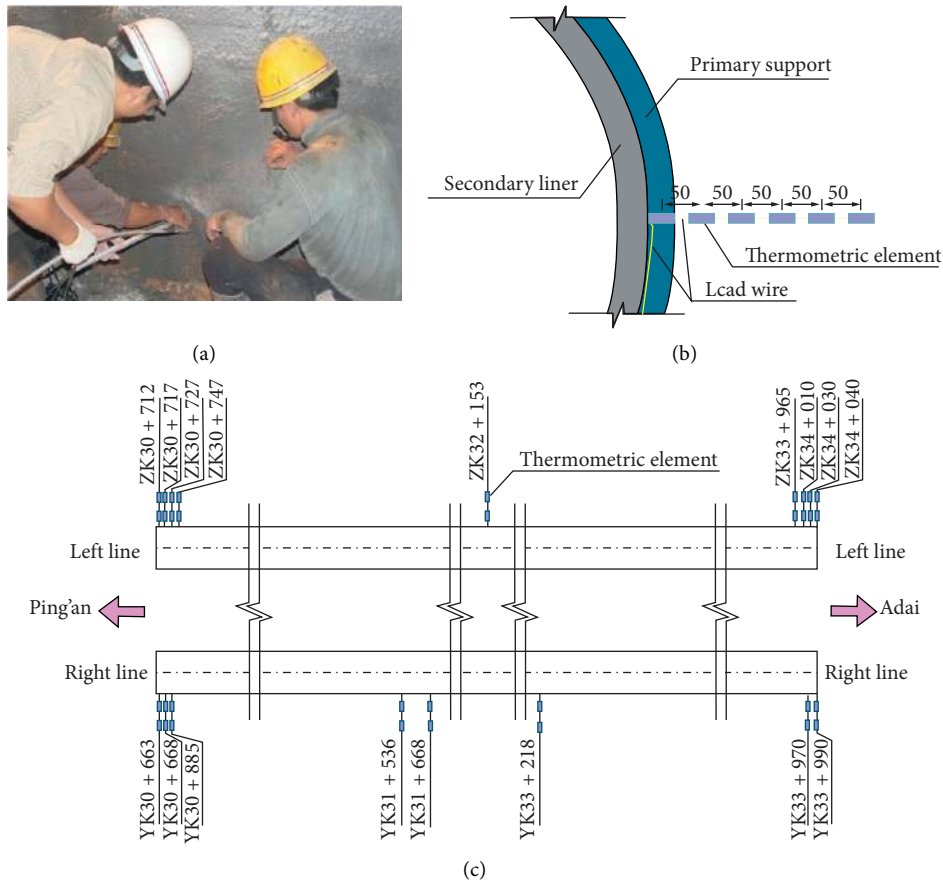 Primary support
Secondary liner
50 50 50 50 50
Thermometric element
Lcad wire
(a)
(b)
ZK30 + 712
ZK30 + 717
ZK30 + 727
ZK30 + 747
ZK32 + 153
ZK33 + 965
ZK34 + 010
ZK34 + 030
ZK34 + 040
Thermometric element
Left line
Left line
Ping'an
Adai
Right line
Right line
YK30 + 663
YK30 + 668
YK30 + 885
YK31 + 536
YK31 + 668
YK33 + 218
YK33 + 970
YK33 + 990
(c)